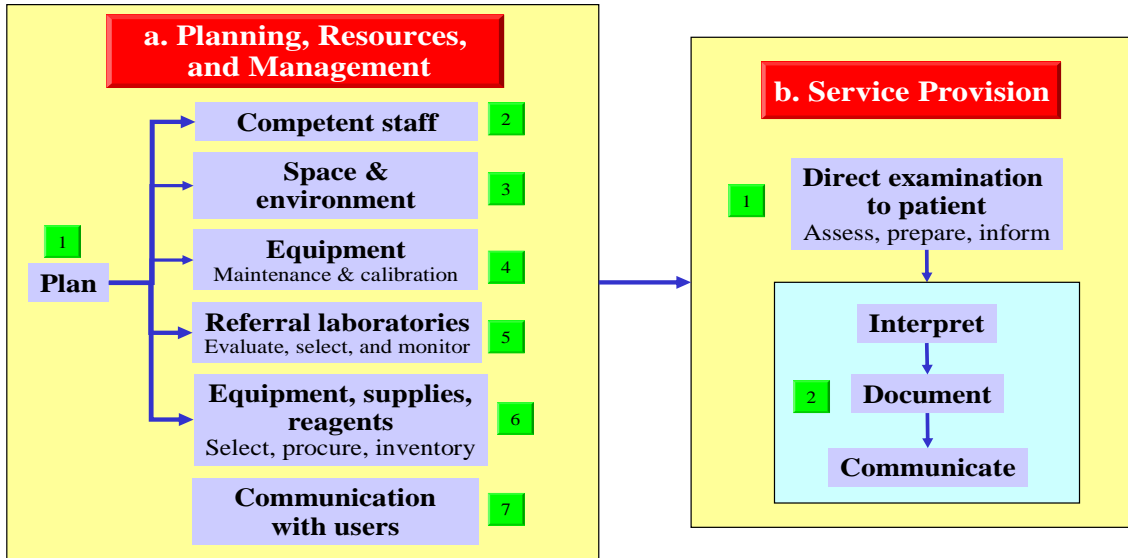 a. Planning, Resources,
and Management
Competent staff
2
Space &
environment
3
1
Plan
Equipment
Maintenance & calibration
4
Referral laboratories
Evaluate, select, and monitor
5
Equipment, supplies,
reagents
Select, procure, inventory
6
Communication
with users
7
b. Service Provision
1
Direct examination
to patient
Assess, prepare, inform
Interpret
2
Document
Communicate